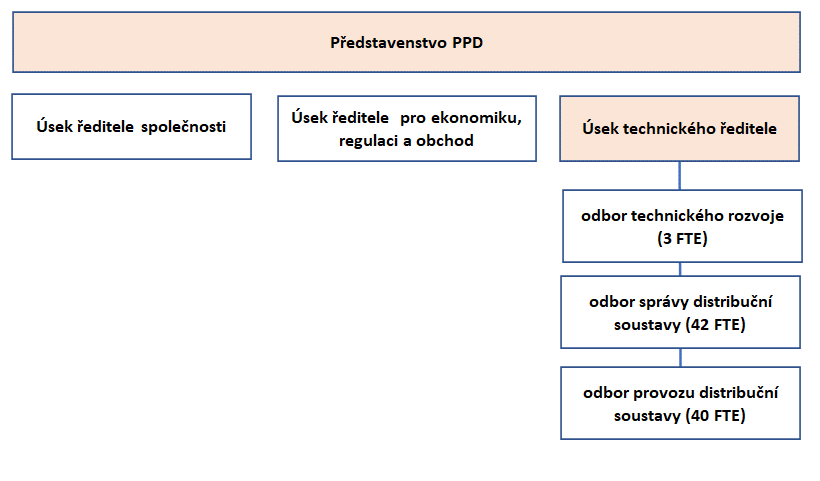 Představenstvo PPD
Úsek ředitele společnosti
Úsek ředitele pro ekonomiku,
regulaci a obchod
Úsek technického ředitele
odbor technického rozvoje
(3 FTE)
odbor správy distribuční
soustavy (42 FTE)
odbor provozu distribuční
soustavy (40 FTE)